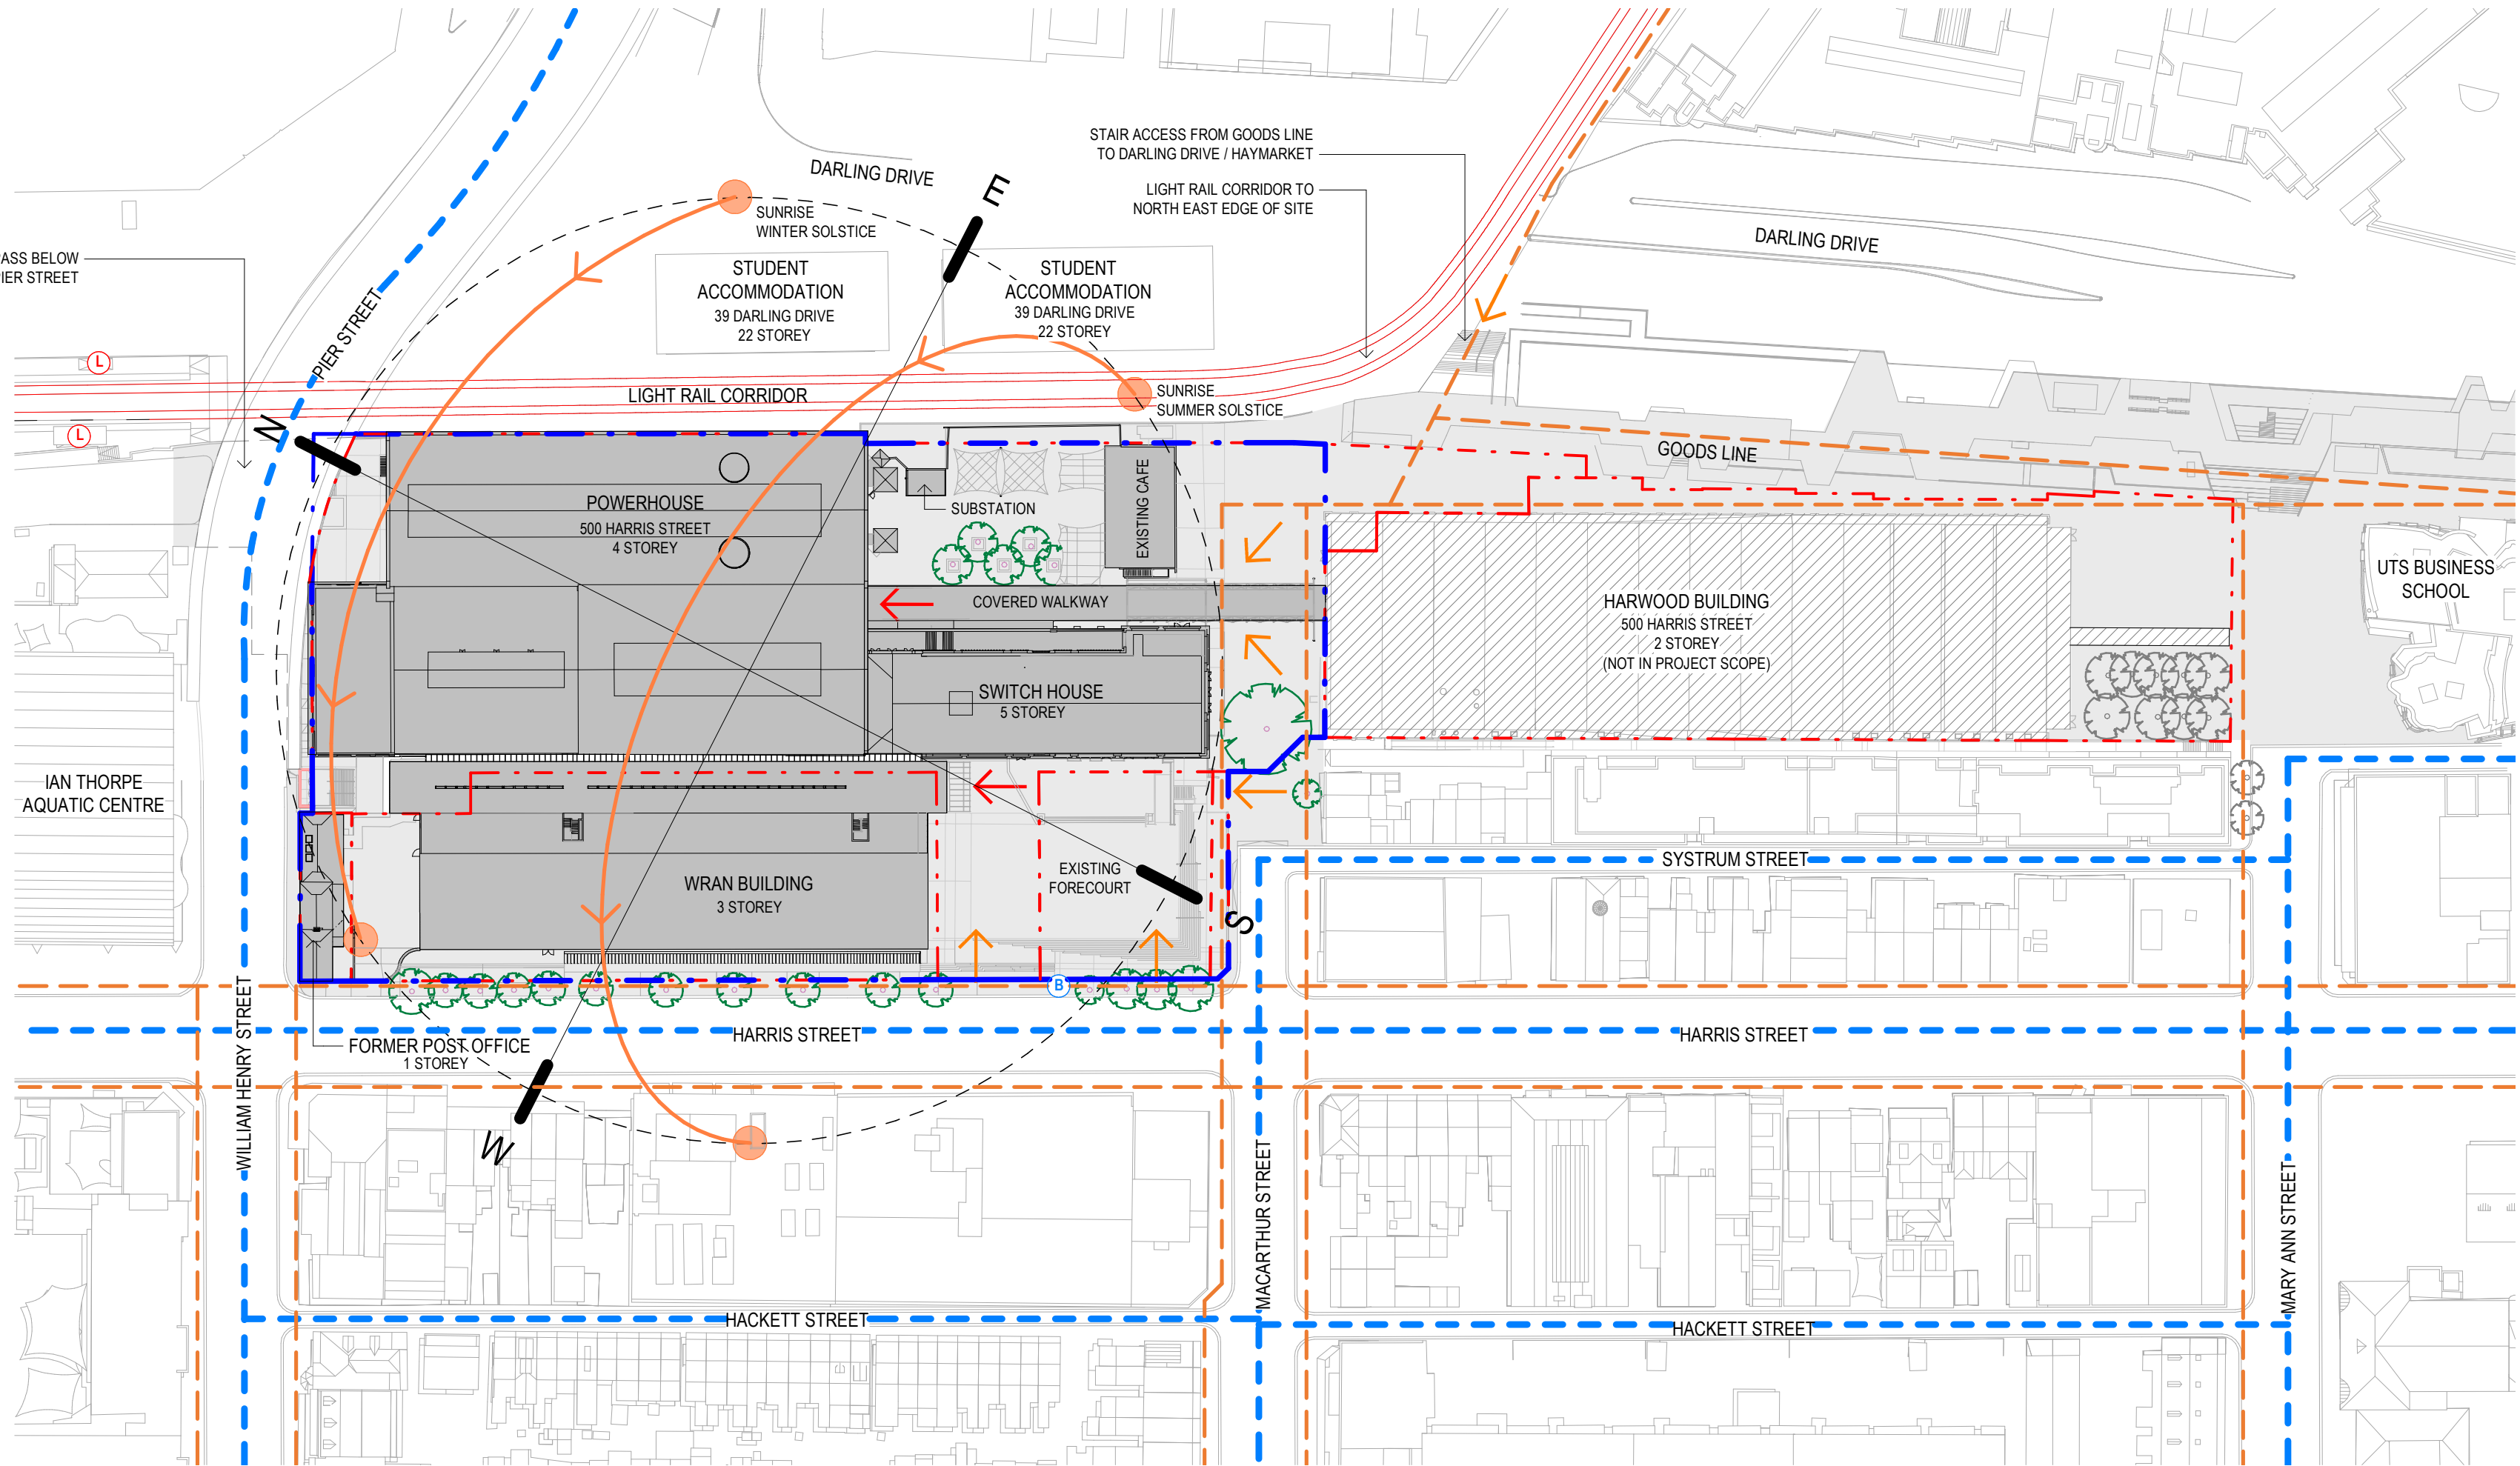 STAIR ACCESS FROM GOODS LINE
TO DARLING DRIVE / HAYMARKET
DARLING DRIVE
E
LIGHT RAIL CORRIDOR TO
NORTH EAST EDGE OF SITE
SUNRISE
WINTER SOLSTICE
DARLING DRIVE
PASS BELOW
PIER STREET
STUDENT
ACCOMMODATION
39 DARLING DRIVE
22 STOREY
STUDENT
ACCOMMODATION
39 DARLING DRIVE
22 STOREY
PIER STREET
L
LIGHT RAIL CORRIDOR
SUNRISE
SUMMER SOLSTICE
L
N
GOODS LINE
POWERHOUSE
500 HARRIS STREET
4 STOREY
SUBSTATION
EXISTING CAFE
UTS BUSINESS
SCHOOL
COVERED WALKWAY
HARWOOD BUILDING
500 HARRIS STREET
2 STOREY
(NOT IN PROJECT SCOPE)
SWITCH HOUSE
5 STOREY
IAN THORPE
AQUATIC CENTRE
SYSTRUM STREET
EXISTING
FORECOURT
WRAN BUILDING
3 STOREY
S
B
HARRIS STREET
HARRIS STREET
FORMER POST OFFICE
1 STOREY
WILLIAM HENRY STREET
W
MACARTHUR STREET
MARY ANN STREET
HACKETT STREET
HACKETT STREET